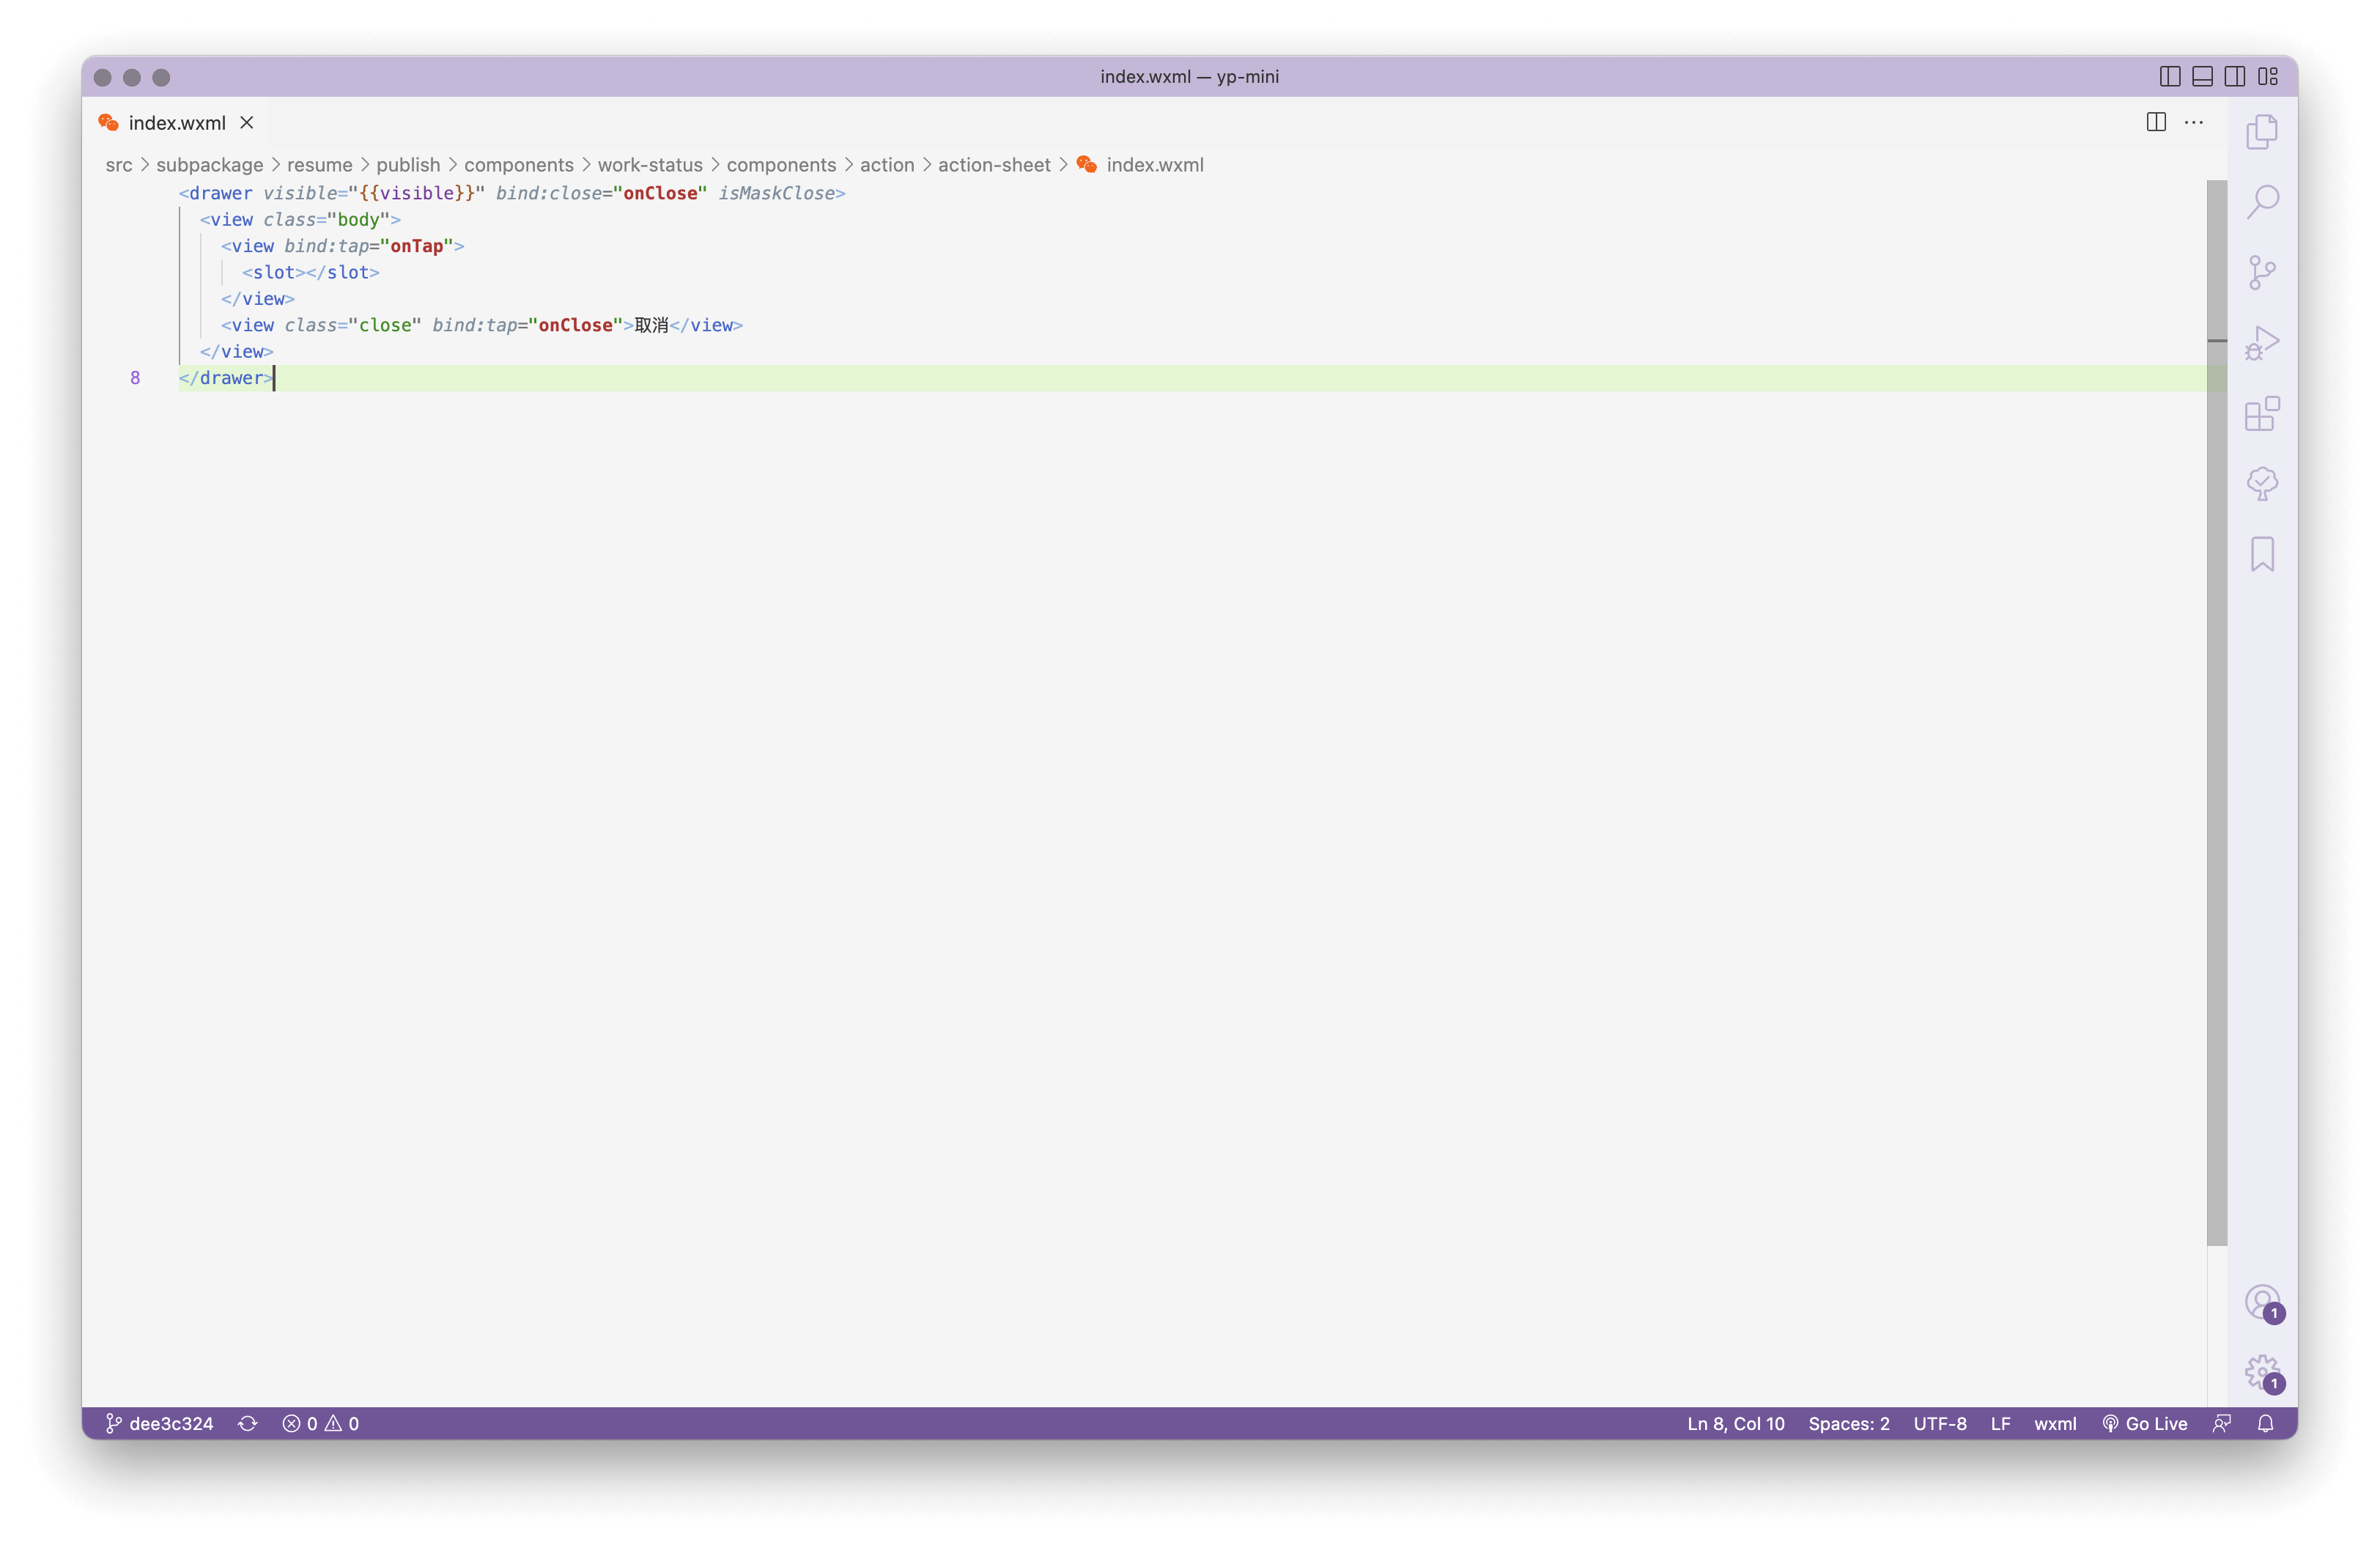 index.wxml — yp-mini
index.wxml
src > subpackage > resume > publish > components > work-status > components > action > action-sheet > index.wxml
<drawer visible="{{visible}}" bind:close="onClose" isMaskClose>
  <view class="body">
    <view bind:tap="onTap">
      <slot></slot>
    </view>
    <view class="close" bind:tap="onClose">取消</view>
  </view>
8 </drawer>
1
1
dee3c324 0 0 Ln 8, Col 10 Spaces: 2 UTF-8 LF wxml Go Live